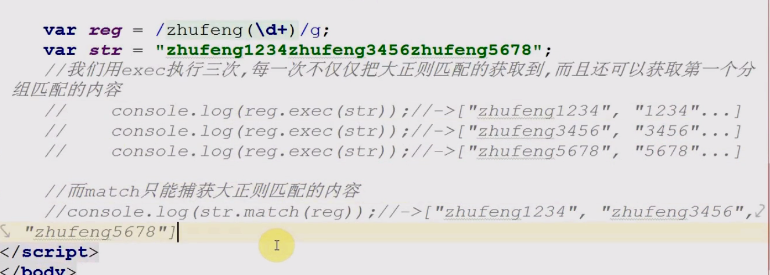 var reg = /zhufeng(\d+)/g;
var str = "zhufeng1234zhufeng3456zhufeng5678";
//我们用exec执行三次,每一次不仅仅把大正则匹配的获取到,而且还可以获取第一个分
组匹配的内容
//    console.log(reg.exec(str));//->["zhufeng1234", "1234"...]
//    console.log(reg.exec(str));//->["zhufeng3456", "3456"...]
//    console.log(reg.exec(str));//->["zhufeng5678", "5678"...]
//而match只能捕获大正则匹配的内容
//console.log(str.match(reg));//->["zhufeng1234", "zhufeng3456",
"zhufeng5678"]
</script>
</body>